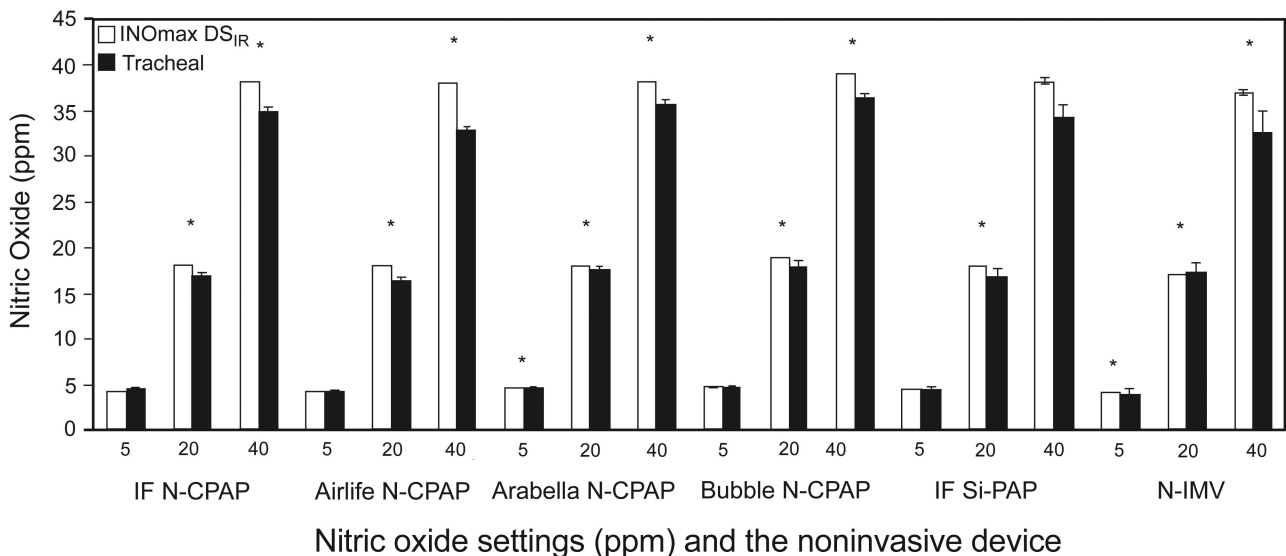 45
40
35
30
25
20
15
10
5
0
Nitric Oxide (ppm)
INOmax DS_IR
Tracheal
* * * * *
* * * * * *
* *
5 20 40 5 20 40 5 20 40 5 20 40 5 20 40 5 20 40
IF N-CPAP Airlife N-CPAP Arabella N-CPAP Bubble N-CPAP IF Si-PAP N-IMV
Nitric oxide settings (ppm) and the noninvasive device